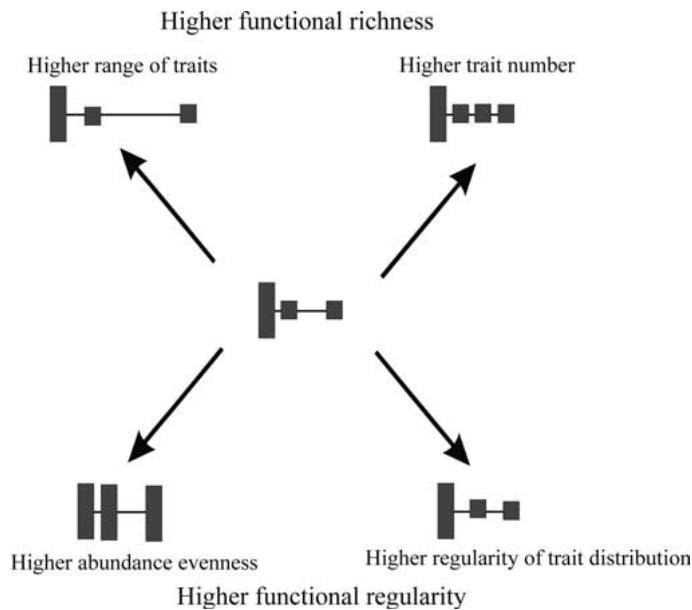 Higher functional richness
Higher range of traits
Higher trait number
Higher abundance evenness
Higher regularity of trait distribution
Higher functional regularity